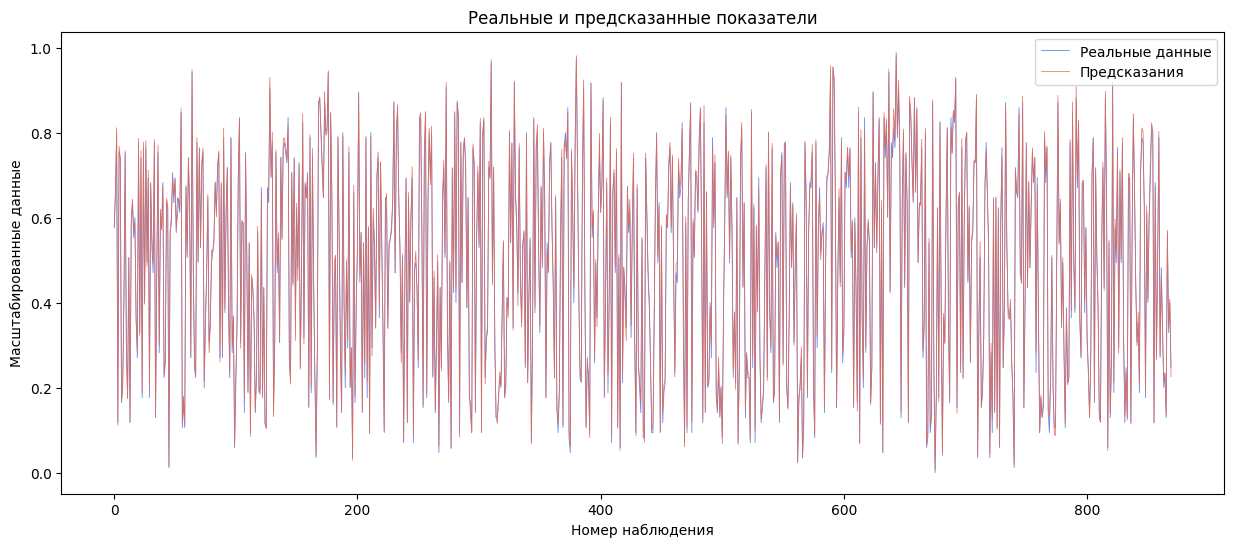 Реальные и предсказанные показатели
Реальные данные
Предсказания
Масштабированные данные
1.0
0.8
0.6
0.4
0.2
0.0
0 200 400 600 800
Номер наблюдения